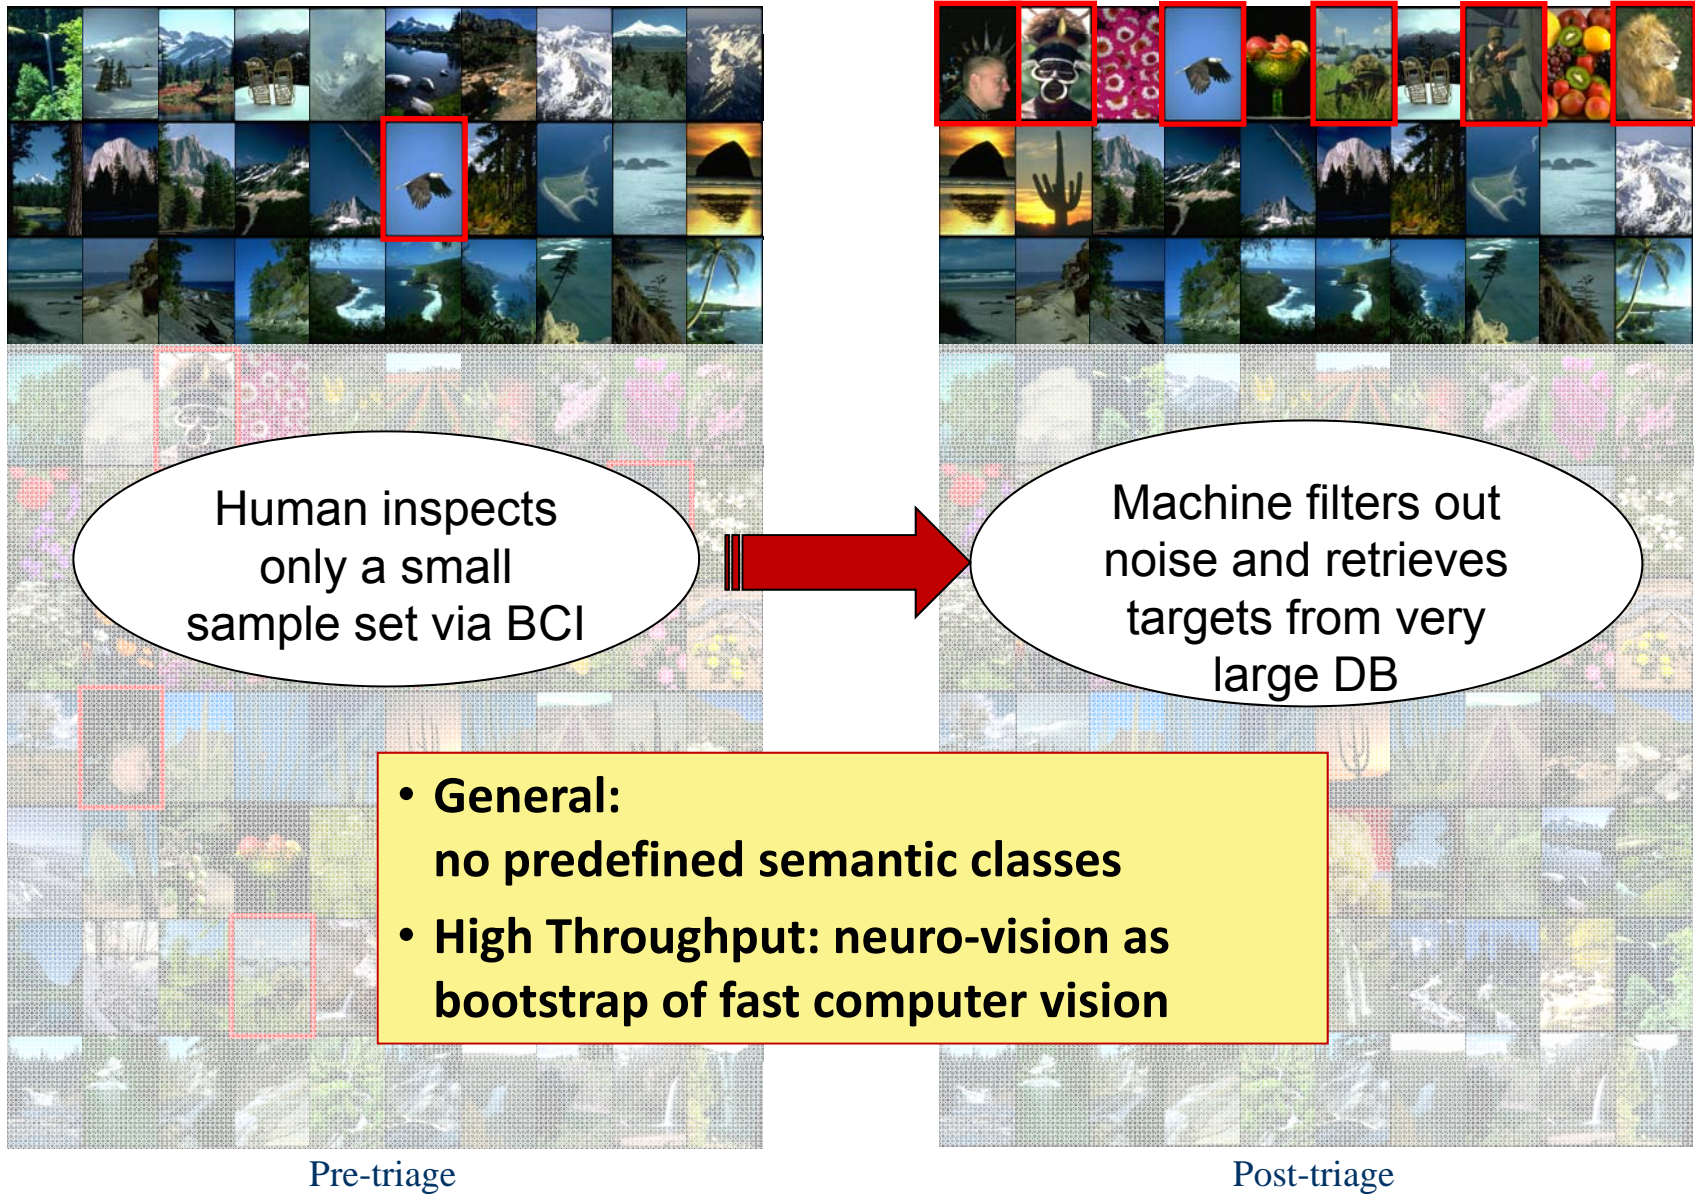 Human inspects
only a small
sample set via BCI
Machine filters out
noise and retrieves
targets from very
large DB
• General:
no predefined semantic classes
• High Throughput: neuro-vision as
bootstrap of fast computer vision
Pre-triage
Post-triage